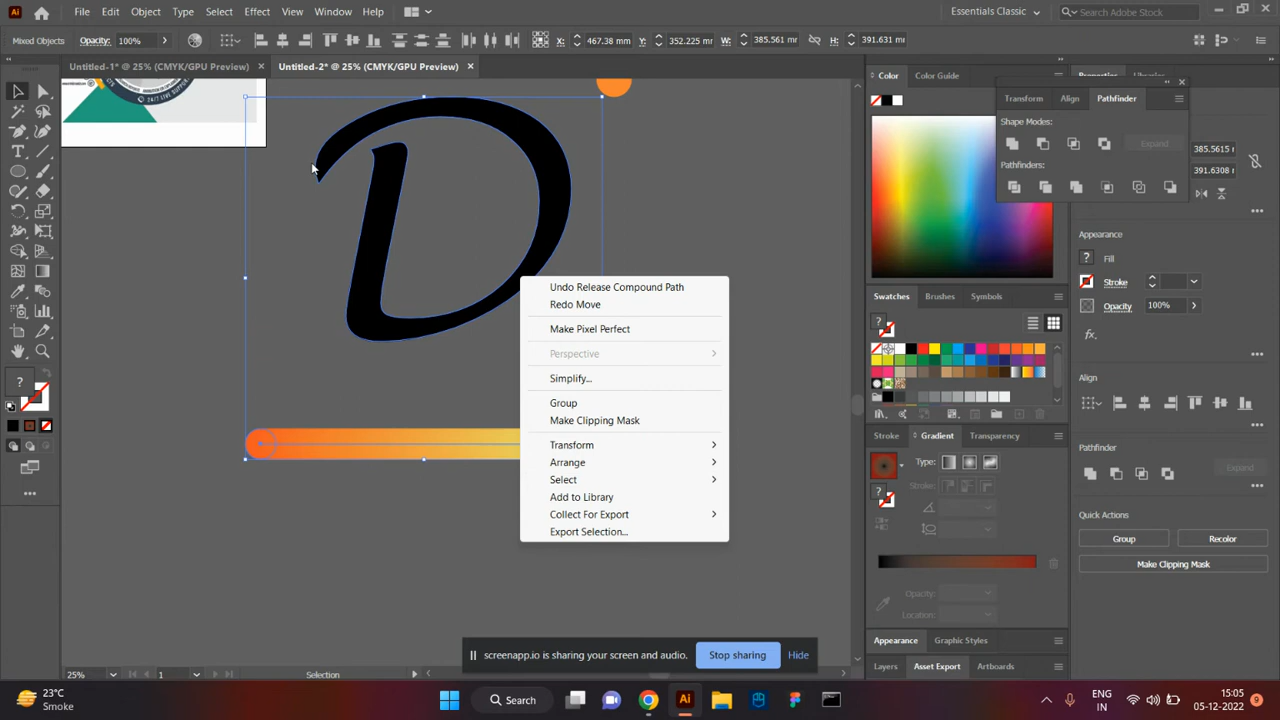 Ai File Edit Object Type Select Effect View Window Help Essentials Classic Search Adobe Stock
Mixed Objects Opacity: 100% X: 467.38 mm Y: 352.225 mm W: 385.561 mm H: 391.631 mm
Untitled-1* @ 25% (CMYK/GPU Preview) × Untitled-2* @ 25% (CMYK/GPU Preview) ×
Color Color Guide
Properties Libraries
Transform Align Pathfinder
Shape Modes:
Expand
Pathfinders:
385.5615
391.6308
D
Undo Release Compound Path
Redo Move
Make Pixel Perfect
Perspective
Simplify...
Group
Make Clipping Mask
Transform
Arrange
Select
Add to Library
Collect For Export
Export Selection...
Appearance
? Fill
Stroke
Opacity 100%
fx.
Swatches Brushes Symbols
?
Align
Stroke Gradient Transparency
Type:
Stroke:
?
Opacity:
Location:
Pathfinder
Expand
Quick Actions
Group Recolor
Make Clipping Mask
Appearance Graphic Styles
Layers Asset Export Artboards
?
25% 1 Selection
screenapp.io is sharing your screen and audio. Stop sharing Hide
23°C
Smoke
Search
Ai
ENG
IN
15:05
05-12-2022
9